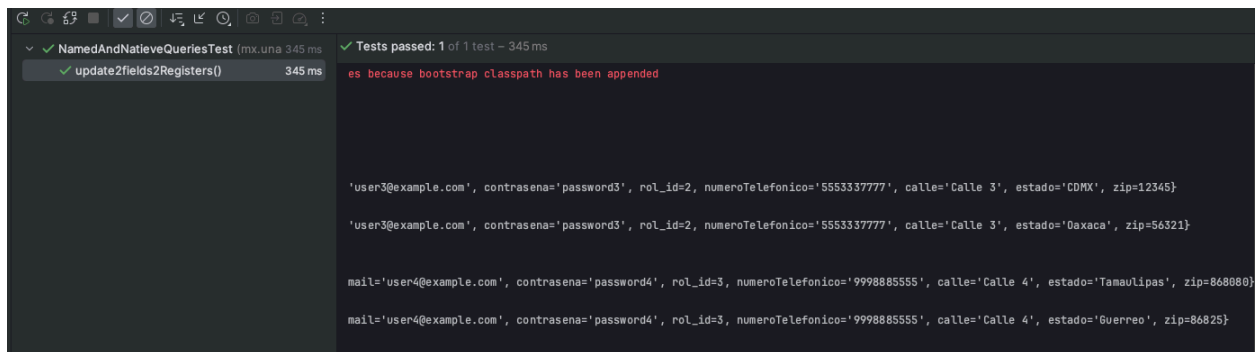 NamedAndNatieveQueriesTest (mx.una 345 ms
update2fields2Registers() 345 ms
Tests passed: 1 of 1 test – 345 ms
es because bootstrap classpath has been appended
'user3@example.com', contrasena='password3', rol_id=2, numeroTelefonico='5553337777', calle='Calle 3', estado='CDMX', zip=12345}
'user3@example.com', contrasena='password3', rol_id=2, numeroTelefonico='5553337777', calle='Calle 3', estado='Oaxaca', zip=56321}
mail='user4@example.com', contrasena='password4', rol_id=3, numeroTelefonico='9998885555', calle='Calle 4', estado='Tamaulipas', zip=868080}
mail='user4@example.com', contrasena='password4', rol_id=3, numeroTelefonico='9998885555', calle='Calle 4', estado='Guerreo', zip=86825}